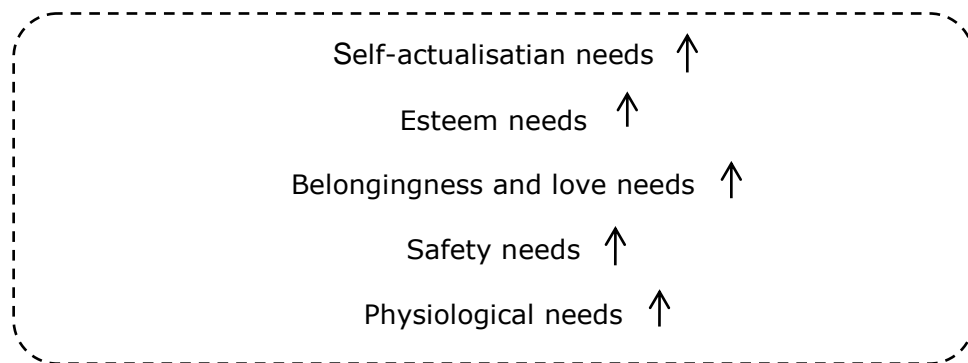 Self-actualisatian needs
Esteem needs
Belongingness and love needs
Safety needs
Physiological needs